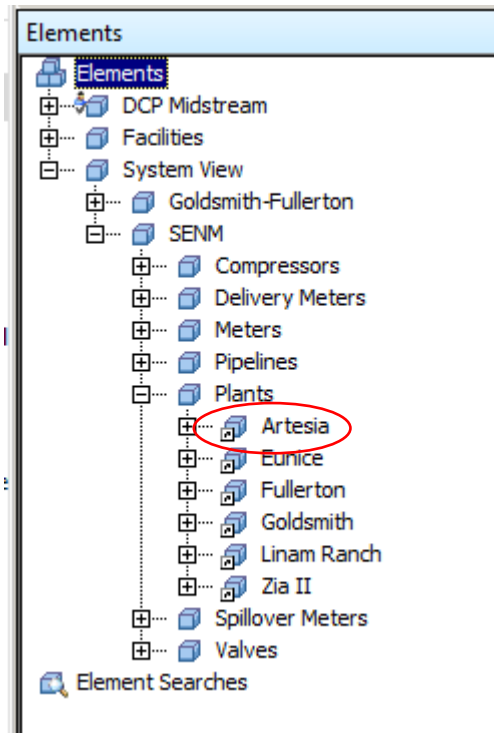 Elements
Elements
DCP Midstream
Facilities
System View
Goldsmith-Fullerton
SENM
Compressors
Delivery Meters
Meters
Pipelines
Plants
Artesia
Eunice
Fullerton
Goldsmith
Linam Ranch
Zia II
Spillover Meters
Valves
Element Searches